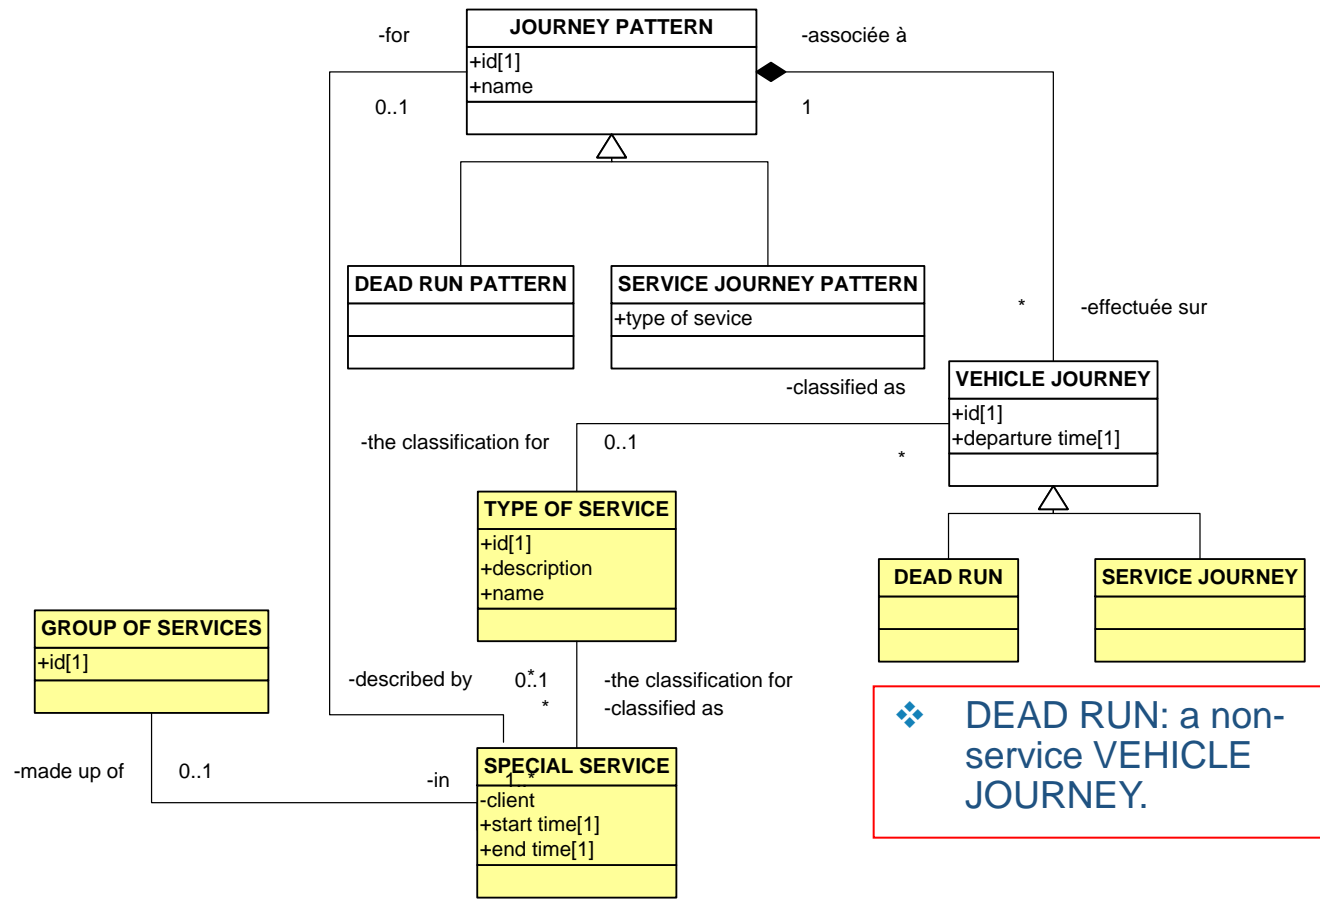 JOURNEY PATTERN
-for
-associée à
+id[1]
+name
0..1
1
DEAD RUN PATTERN
SERVICE JOURNEY PATTERN
+type of sevice
*
-effectuée sur
VEHICLE JOURNEY
-classified as
+id[1]
+departure time[1]
-the classification for
0..1
*
TYPE OF SERVICE
+id[1]
+description
+name
DEAD RUN
SERVICE JOURNEY
GROUP OF SERVICES
+id[1]
-described by
*
0..1
-the classification for
*
-classified as
DEAD RUN: a non-
service VEHICLE
JOURNEY.
-made up of
0..1
-in
1..*
SPECIAL SERVICE
-client
+start time[1]
+end time[1]